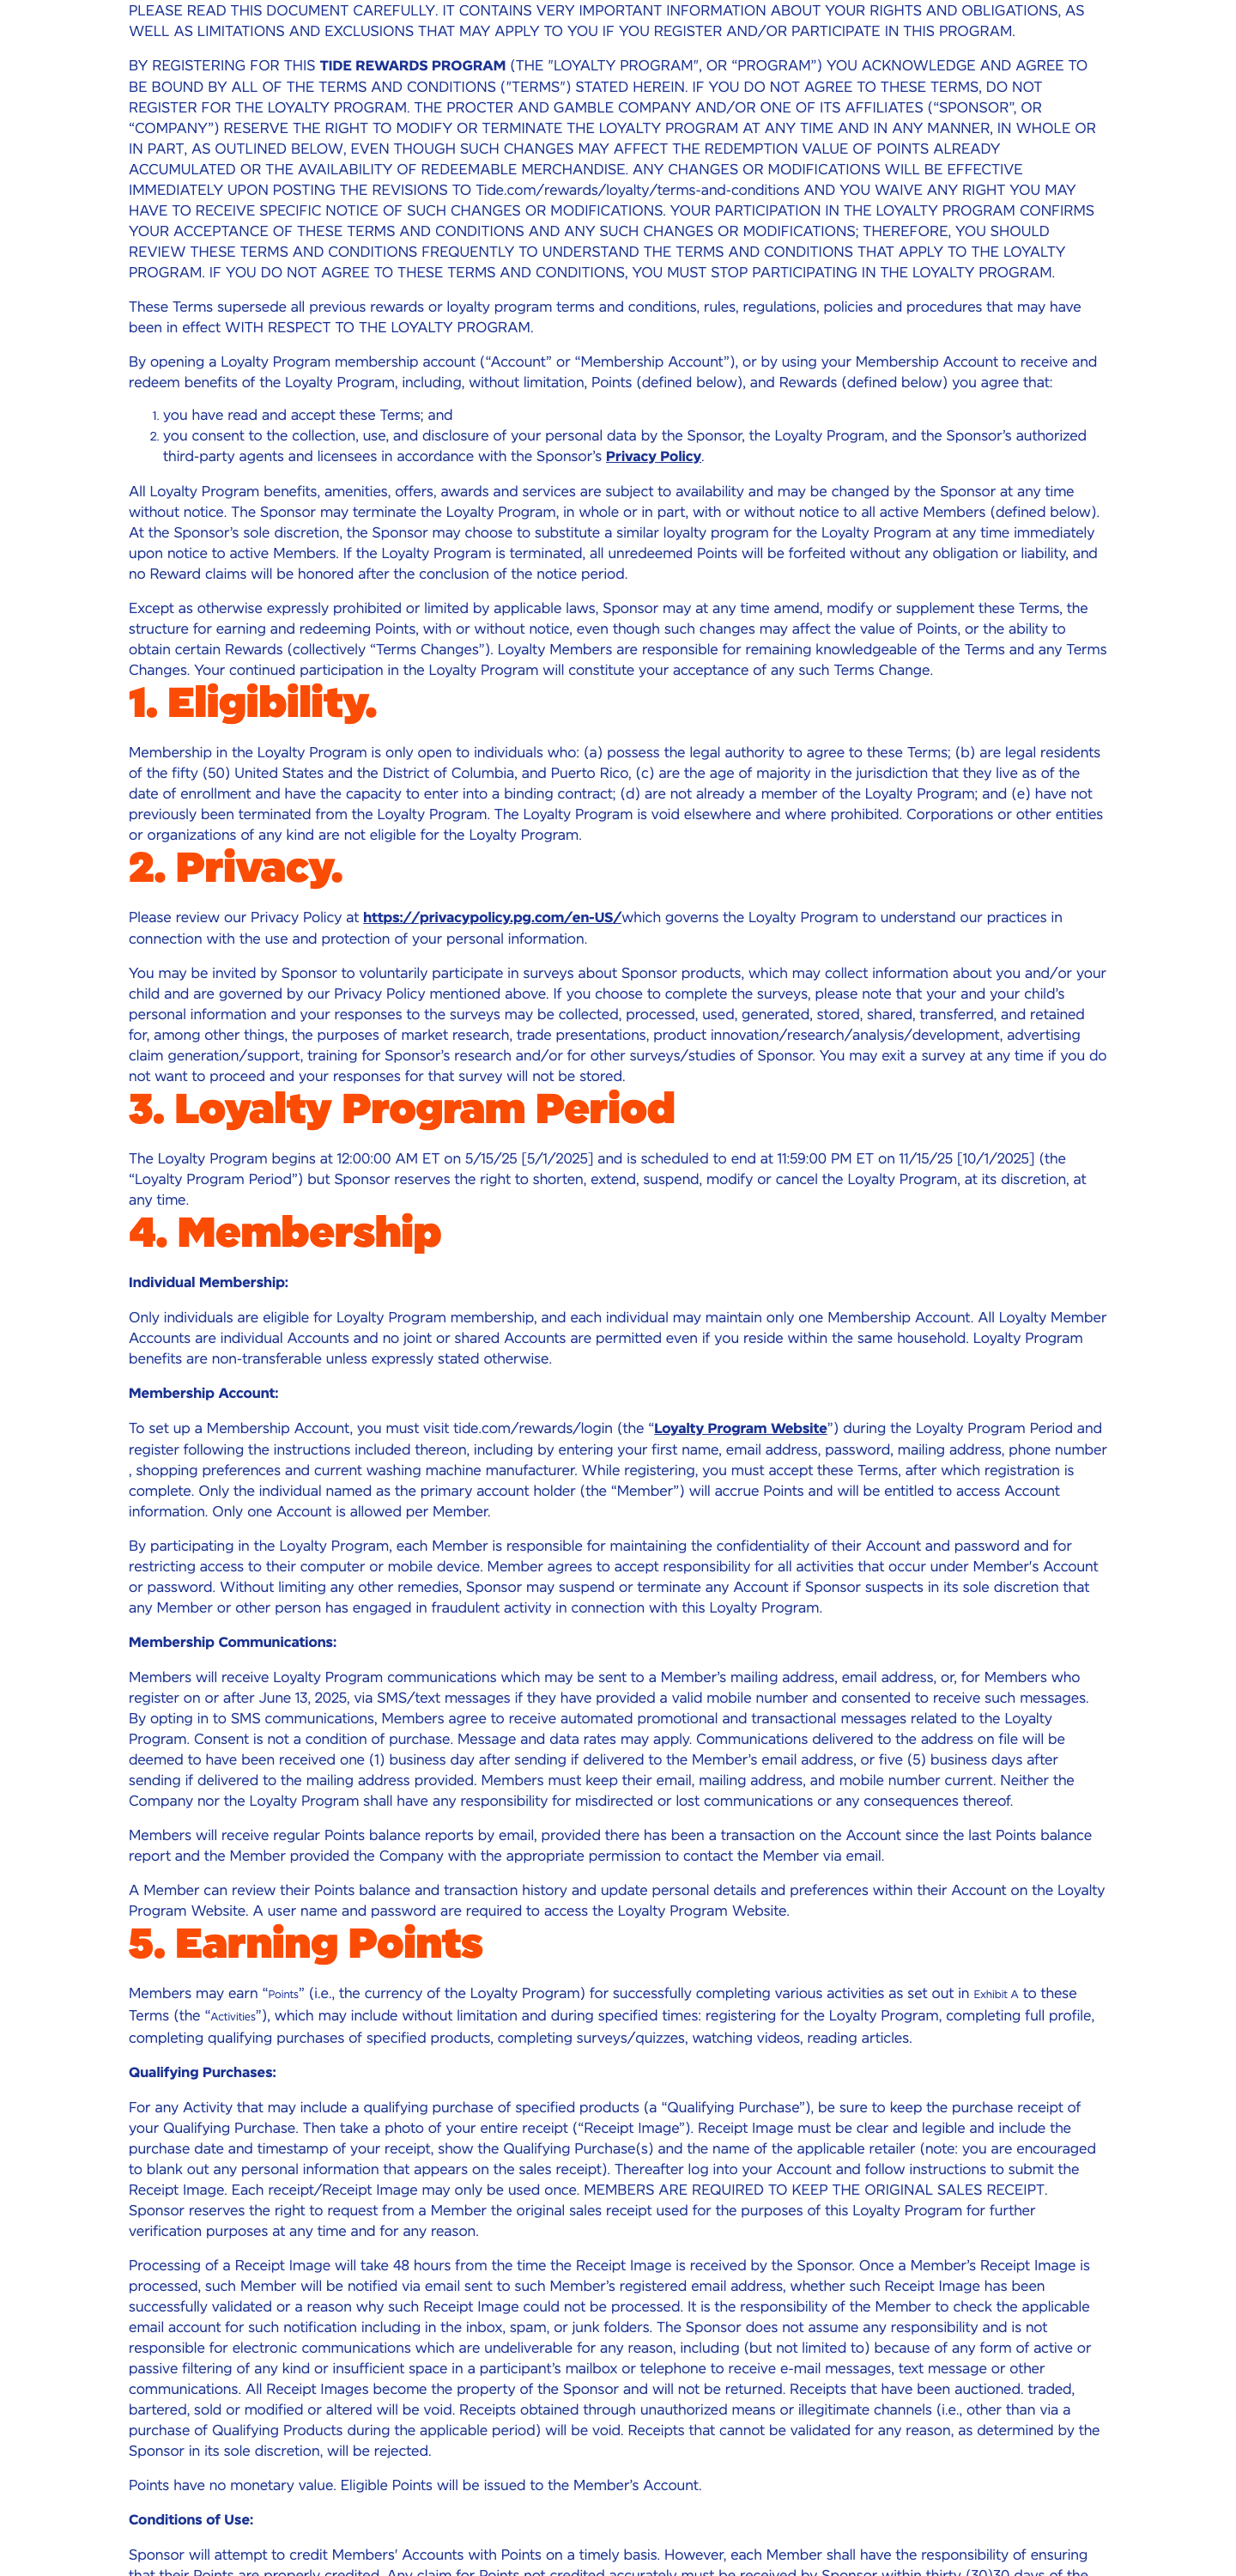 PLEASE READ THIS DOCUMENT CAREFULLY. IT CONTAINS VERY IMPORTANT INFORMATION ABOUT YOUR RIGHTS AND OBLIGATIONS, AS
WELL AS LIMITATIONS AND EXCLUSIONS THAT MAY APPLY TO YOU IF YOU REGISTER AND/OR PARTICIPATE IN THIS PROGRAM.
BY REGISTERING FOR THIS TIDE REWARDS PROGRAM (THE "LOYALTY PROGRAM", OR “PROGRAM”) YOU ACKNOWLEDGE AND AGREE TO
BE BOUND BY ALL OF THE TERMS AND CONDITIONS ("TERMS") STATED HEREIN. IF YOU DO NOT AGREE TO THESE TERMS, DO NOT
REGISTER FOR THE LOYALTY PROGRAM. THE PROCTER AND GAMBLE COMPANY AND/OR ONE OF ITS AFFILIATES (“SPONSOR”, OR
“COMPANY”) RESERVE THE RIGHT TO MODIFY OR TERMINATE THE LOYALTY PROGRAM AT ANY TIME AND IN ANY MANNER, IN WHOLE OR
IN PART, AS OUTLINED BELOW, EVEN THOUGH SUCH CHANGES MAY AFFECT THE REDEMPTION VALUE OF POINTS ALREADY
ACCUMULATED OR THE AVAILABILITY OF REDEEMABLE MERCHANDISE. ANY CHANGES OR MODIFICATIONS WILL BE EFFECTIVE
IMMEDIATELY UPON POSTING THE REVISIONS TO Tide.com/rewards/loyalty/terms-and-conditions AND YOU WAIVE ANY RIGHT YOU MAY
HAVE TO RECEIVE SPECIFIC NOTICE OF SUCH CHANGES OR MODIFICATIONS. YOUR PARTICIPATION IN THE LOYALTY PROGRAM CONFIRMS
YOUR ACCEPTANCE OF THESE TERMS AND CONDITIONS AND ANY SUCH CHANGES OR MODIFICATIONS; THEREFORE, YOU SHOULD
REVIEW THESE TERMS AND CONDITIONS FREQUENTLY TO UNDERSTAND THE TERMS AND CONDITIONS THAT APPLY TO THE LOYALTY
PROGRAM. IF YOU DO NOT AGREE TO THESE TERMS AND CONDITIONS, YOU MUST STOP PARTICIPATING IN THE LOYALTY PROGRAM.
These Terms supersede all previous rewards or loyalty program terms and conditions, rules, regulations, policies and procedures that may have
been in effect WITH RESPECT TO THE LOYALTY PROGRAM.
By opening a Loyalty Program membership account (“Account” or “Membership Account”), or by using your Membership Account to receive and
redeem benefits of the Loyalty Program, including, without limitation, Points (defined below), and Rewards (defined below) you agree that:
1. you have read and accept these Terms; and
2. you consent to the collection, use, and disclosure of your personal data by the Sponsor, the Loyalty Program, and the Sponsor’s authorized
third-party agents and licensees in accordance with the Sponsor’s Privacy Policy.
All Loyalty Program benefits, amenities, offers, awards and services are subject to availability and may be changed by the Sponsor at any time
without notice. The Sponsor may terminate the Loyalty Program, in whole or in part, with or without notice to all active Members (defined below).
At the Sponsor’s sole discretion, the Sponsor may choose to substitute a similar loyalty program for the Loyalty Program at any time immediately
upon notice to active Members. If the Loyalty Program is terminated, all unredeemed Points will be forfeited without any obligation or liability, and
no Reward claims will be honored after the conclusion of the notice period.
Except as otherwise expressly prohibited or limited by applicable laws, Sponsor may at any time amend, modify or supplement these Terms, the
structure for earning and redeeming Points, with or without notice, even though such changes may affect the value of Points, or the ability to
obtain certain Rewards (collectively “Terms Changes”). Loyalty Members are responsible for remaining knowledgeable of the Terms and any Terms
Changes. Your continued participation in the Loyalty Program will constitute your acceptance of any such Terms Change.
1. Eligibility.
Membership in the Loyalty Program is only open to individuals who: (a) possess the legal authority to agree to these Terms; (b) are legal residents
of the fifty (50) United States and the District of Columbia, and Puerto Rico, (c) are the age of majority in the jurisdiction that they live as of the
date of enrollment and have the capacity to enter into a binding contract; (d) are not already a member of the Loyalty Program; and (e) have not
previously been terminated from the Loyalty Program. The Loyalty Program is void elsewhere and where prohibited. Corporations or other entities
or organizations of any kind are not eligible for the Loyalty Program.
2. Privacy.
Please review our Privacy Policy at https://privacypolicy.pg.com/en-US/which governs the Loyalty Program to understand our practices in
connection with the use and protection of your personal information.
You may be invited by Sponsor to voluntarily participate in surveys about Sponsor products, which may collect information about you and/or your
child and are governed by our Privacy Policy mentioned above. If you choose to complete the surveys, please note that your and your child’s
personal information and your responses to the surveys may be collected, processed, used, generated, stored, shared, transferred, and retained
for, among other things, the purposes of market research, trade presentations, product innovation/research/analysis/development, advertising
claim generation/support, training for Sponsor’s research and/or for other surveys/studies of Sponsor. You may exit a survey at any time if you do
not want to proceed and your responses for that survey will not be stored.
3. Loyalty Program Period
The Loyalty Program begins at 12:00:00 AM ET on 5/15/25 [5/1/2025] and is scheduled to end at 11:59:00 PM ET on 11/15/25 [10/1/2025] (the
“Loyalty Program Period”) but Sponsor reserves the right to shorten, extend, suspend, modify or cancel the Loyalty Program, at its discretion, at
any time.
4. Membership
Individual Membership:
Only individuals are eligible for Loyalty Program membership, and each individual may maintain only one Membership Account. All Loyalty Member
Accounts are individual Accounts and no joint or shared Accounts are permitted even if you reside within the same household. Loyalty Program
benefits are non-transferable unless expressly stated otherwise.
Membership Account:
To set up a Membership Account, you must visit tide.com/rewards/login (the “Loyalty Program Website”) during the Loyalty Program Period and
register following the instructions included thereon, including by entering your first name, email address, password, mailing address, phone number
, shopping preferences and current washing machine manufacturer. While registering, you must accept these Terms, after which registration is
complete. Only the individual named as the primary account holder (the “Member”) will accrue Points and will be entitled to access Account
information. Only one Account is allowed per Member.
By participating in the Loyalty Program, each Member is responsible for maintaining the confidentiality of their Account and password and for
restricting access to their computer or mobile device. Member agrees to accept responsibility for all activities that occur under Member's Account
or password. Without limiting any other remedies, Sponsor may suspend or terminate any Account if Sponsor suspects in its sole discretion that
any Member or other person has engaged in fraudulent activity in connection with this Loyalty Program.
Membership Communications:
Members will receive Loyalty Program communications which may be sent to a Member’s mailing address, email address, or, for Members who
register on or after June 13, 2025, via SMS/text messages if they have provided a valid mobile number and consented to receive such messages.
By opting in to SMS communications, Members agree to receive automated promotional and transactional messages related to the Loyalty
Program. Consent is not a condition of purchase. Message and data rates may apply. Communications delivered to the address on file will be
deemed to have been received one (1) business day after sending if delivered to the Member’s email address, or five (5) business days after
sending if delivered to the mailing address provided. Members must keep their email, mailing address, and mobile number current. Neither the
Company nor the Loyalty Program shall have any responsibility for misdirected or lost communications or any consequences thereof.
Members will receive regular Points balance reports by email, provided there has been a transaction on the Account since the last Points balance
report and the Member provided the Company with the appropriate permission to contact the Member via email.
A Member can review their Points balance and transaction history and update personal details and preferences within their Account on the Loyalty
Program Website. A user name and password are required to access the Loyalty Program Website.
5. Earning Points
Members may earn “Points” (i.e., the currency of the Loyalty Program) for successfully completing various activities as set out in Exhibit A to these
Terms (the “Activities”), which may include without limitation and during specified times: registering for the Loyalty Program, completing full profile,
completing qualifying purchases of specified products, completing surveys/quizzes, watching videos, reading articles.
Qualifying Purchases:
For any Activity that may include a qualifying purchase of specified products (a “Qualifying Purchase”), be sure to keep the purchase receipt of
your Qualifying Purchase. Then take a photo of your entire receipt (“Receipt Image”). Receipt Image must be clear and legible and include the
purchase date and timestamp of your receipt, show the Qualifying Purchase(s) and the name of the applicable retailer (note: you are encouraged
to blank out any personal information that appears on the sales receipt). Thereafter log into your Account and follow instructions to submit the
Receipt Image. Each receipt/Receipt Image may only be used once. MEMBERS ARE REQUIRED TO KEEP THE ORIGINAL SALES RECEIPT.
Sponsor reserves the right to request from a Member the original sales receipt used for the purposes of this Loyalty Program for further
verification purposes at any time and for any reason.
Processing of a Receipt Image will take 48 hours from the time the Receipt Image is received by the Sponsor. Once a Member’s Receipt Image is
processed, such Member will be notified via email sent to such Member’s registered email address, whether such Receipt Image has been
successfully validated or a reason why such Receipt Image could not be processed. It is the responsibility of the Member to check the applicable
email account for such notification including in the inbox, spam, or junk folders. The Sponsor does not assume any responsibility and is not
responsible for electronic communications which are undeliverable for any reason, including (but not limited to) because of any form of active or
passive filtering of any kind or insufficient space in a participant’s mailbox or telephone to receive e-mail messages, text message or other
communications. All Receipt Images become the property of the Sponsor and will not be returned. Receipts that have been auctioned. traded,
bartered, sold or modified or altered will be void. Receipts obtained through unauthorized means or illegitimate channels (i.e., other than via a
purchase of Qualifying Products during the applicable period) will be void. Receipts that cannot be validated for any reason, as determined by the
Sponsor in its sole discretion, will be rejected.
Points have no monetary value. Eligible Points will be issued to the Member’s Account.
Conditions of Use:
Sponsor will attempt to credit Members' Accounts with Points on a timely basis. However, each Member shall have the responsibility of ensuring
that their Points are properly credited. Any claim for Points not credited accurately must be received by Sponsor within thirty (30)30 days of the